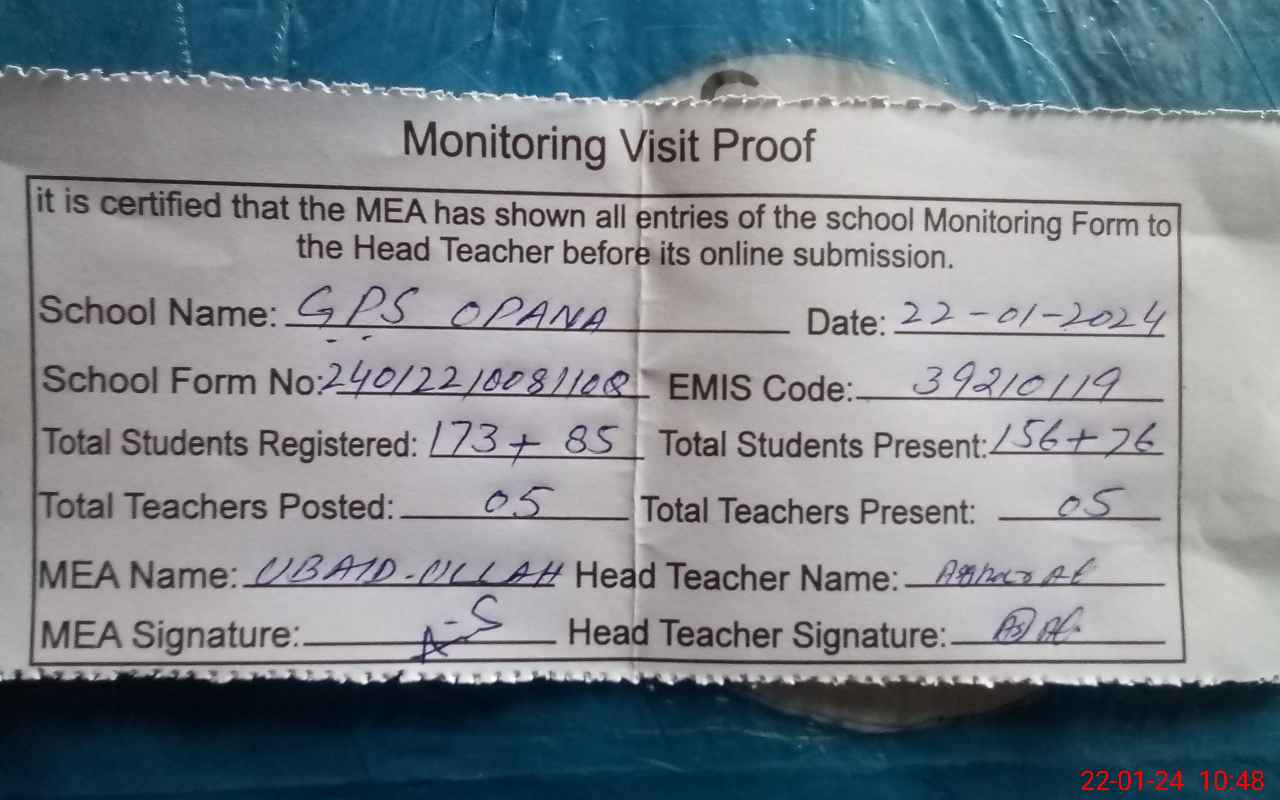 Monitoring Visit Proof
it is certified that the MEA has shown all entries of the school Monitoring Form to
the Head Teacher before its online submission.
School Name: GPS OPANA Date: 22-01-2024
School Form No: EMIS Code: 39210119
Total Students Registered: 173 + 85 Total Students Present: 156+76
Total Teachers Posted: 05 Total Teachers Present: 05
MEA Name: UBAID-ULLAH Head Teacher Name:
MEA Signature: Head Teacher Signature:
22-01-24 10:48